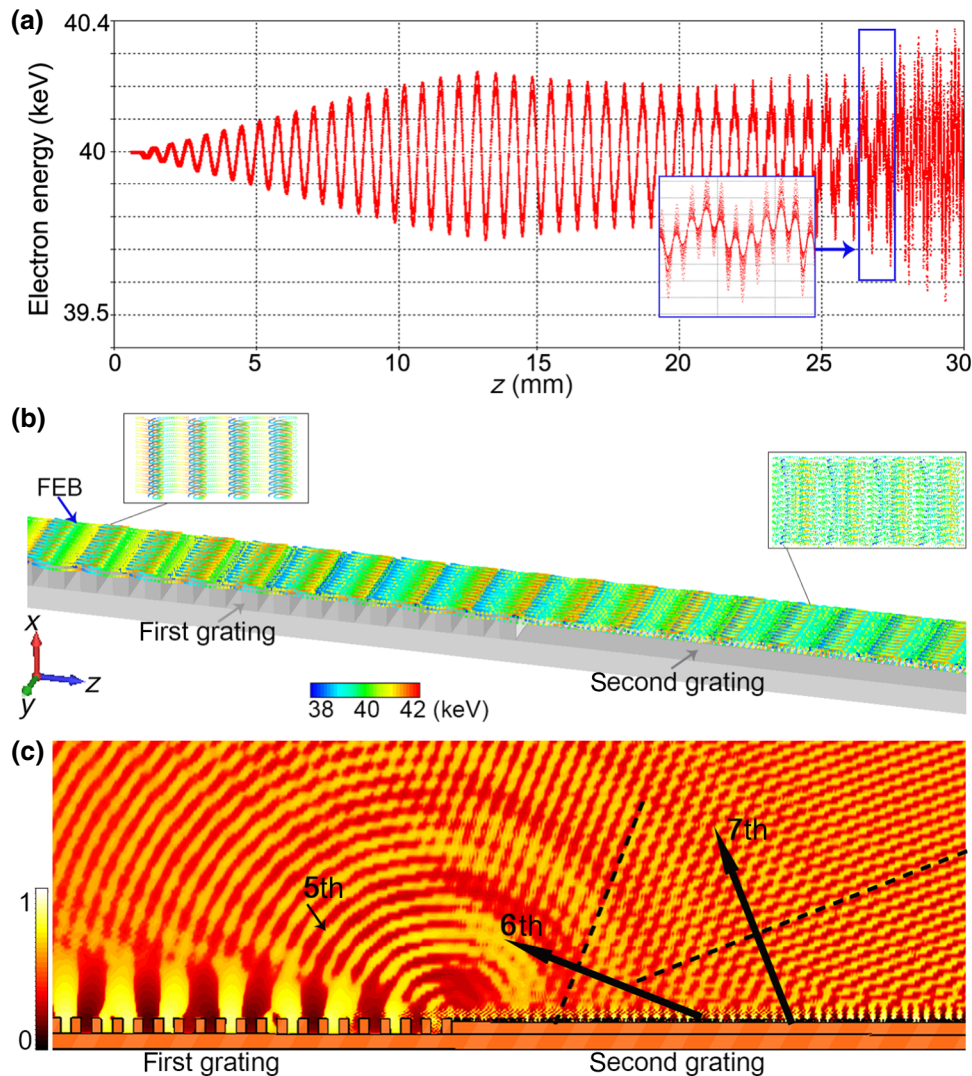 (a)
40.4
40
39.5
Electron energy (keV)
0 5 10 15 20 25 30
z (mm)
(b)
FEB
First grating
Second grating
x
y
z
38 40 42 (keV)
(c)
5th
6th
7th
1
0
First grating
Second grating